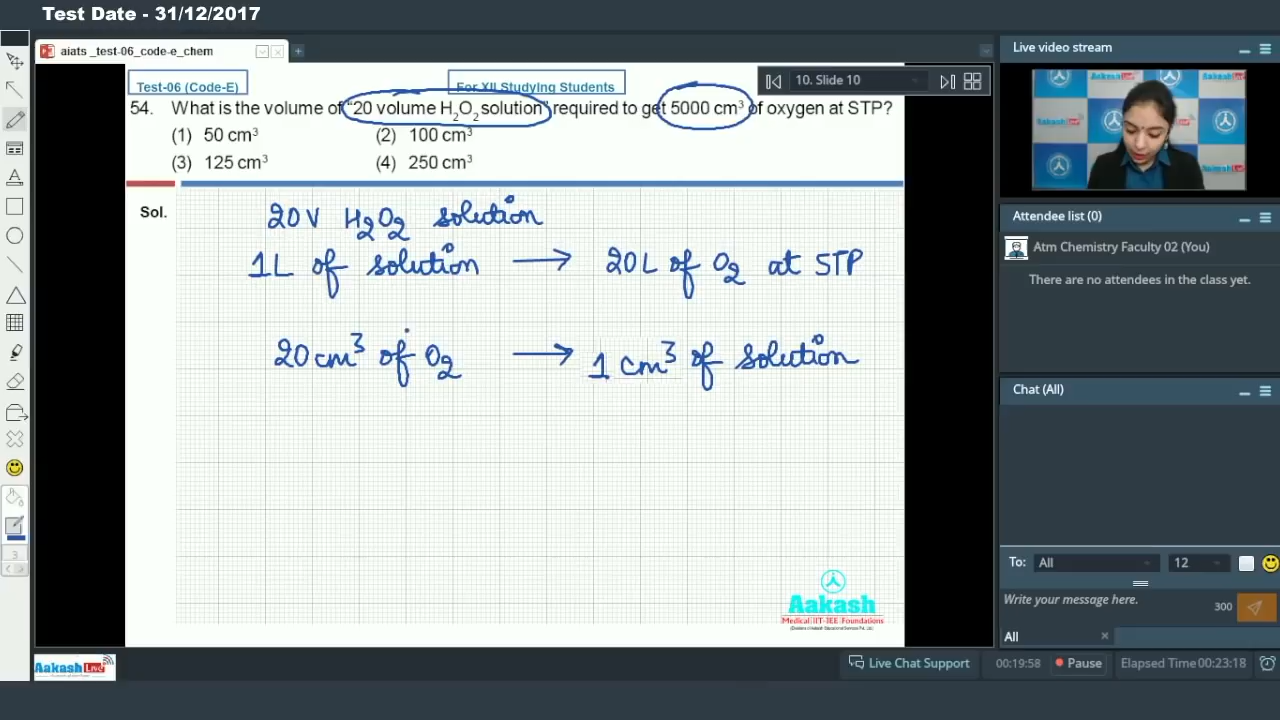 Test Date - 31/12/2017
aiats _test-06_code-e_chem
Live video stream
Test-06 (Code-E)
For XII Studying Students
10. Slide 10
54. What is the volume of “20 volume H₂O₂ solution” required to get 5000 cm³ of oxygen at STP?
(1) 50 cm³ (2) 100 cm³
(3) 125 cm³ (4) 250 cm³
Sol.
20V H₂O₂ solution
1L of solution → 20L of O₂ at STP
20 cm³ of O₂ → 1 cm³ of solution
Attendee list (0)
Atm Chemistry Faculty 02 (You)
There are no attendees in the class yet.
Chat (All)
To: All 12
Write your message here.
300
All
3
Aakash
Medical|IIT-JEE|Foundations
Aakash Live
Live Chat Support
00:19:58
Pause
Elapsed Time 00:23:18